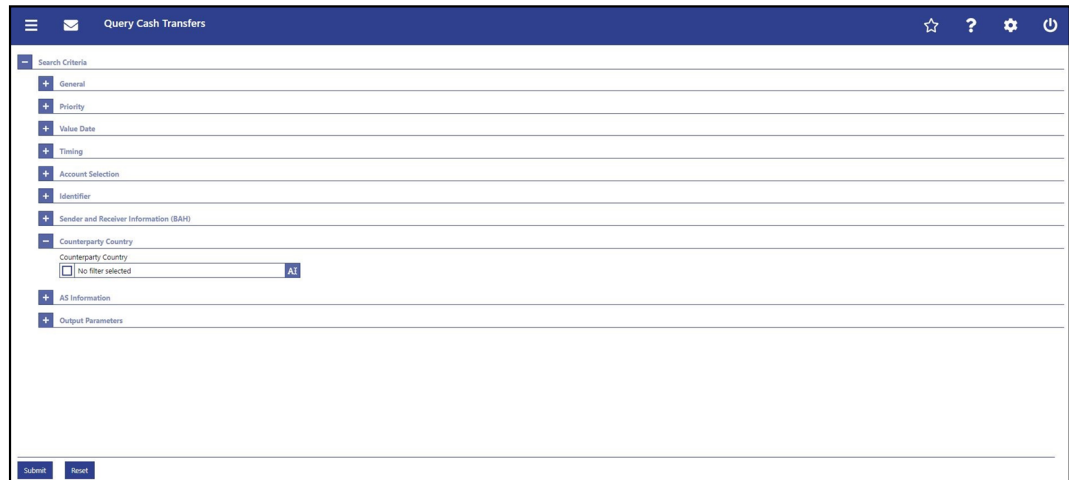 Query Cash Transfers
?
Search Criteria
General
Priority
Value Date
Timing
Account Selection
Identifier
Sender and Receiver Information (BAH)
Counterparty Country
Counterparty Country
No filter selected AI
AS Information
Output Parameters
Submit Reset